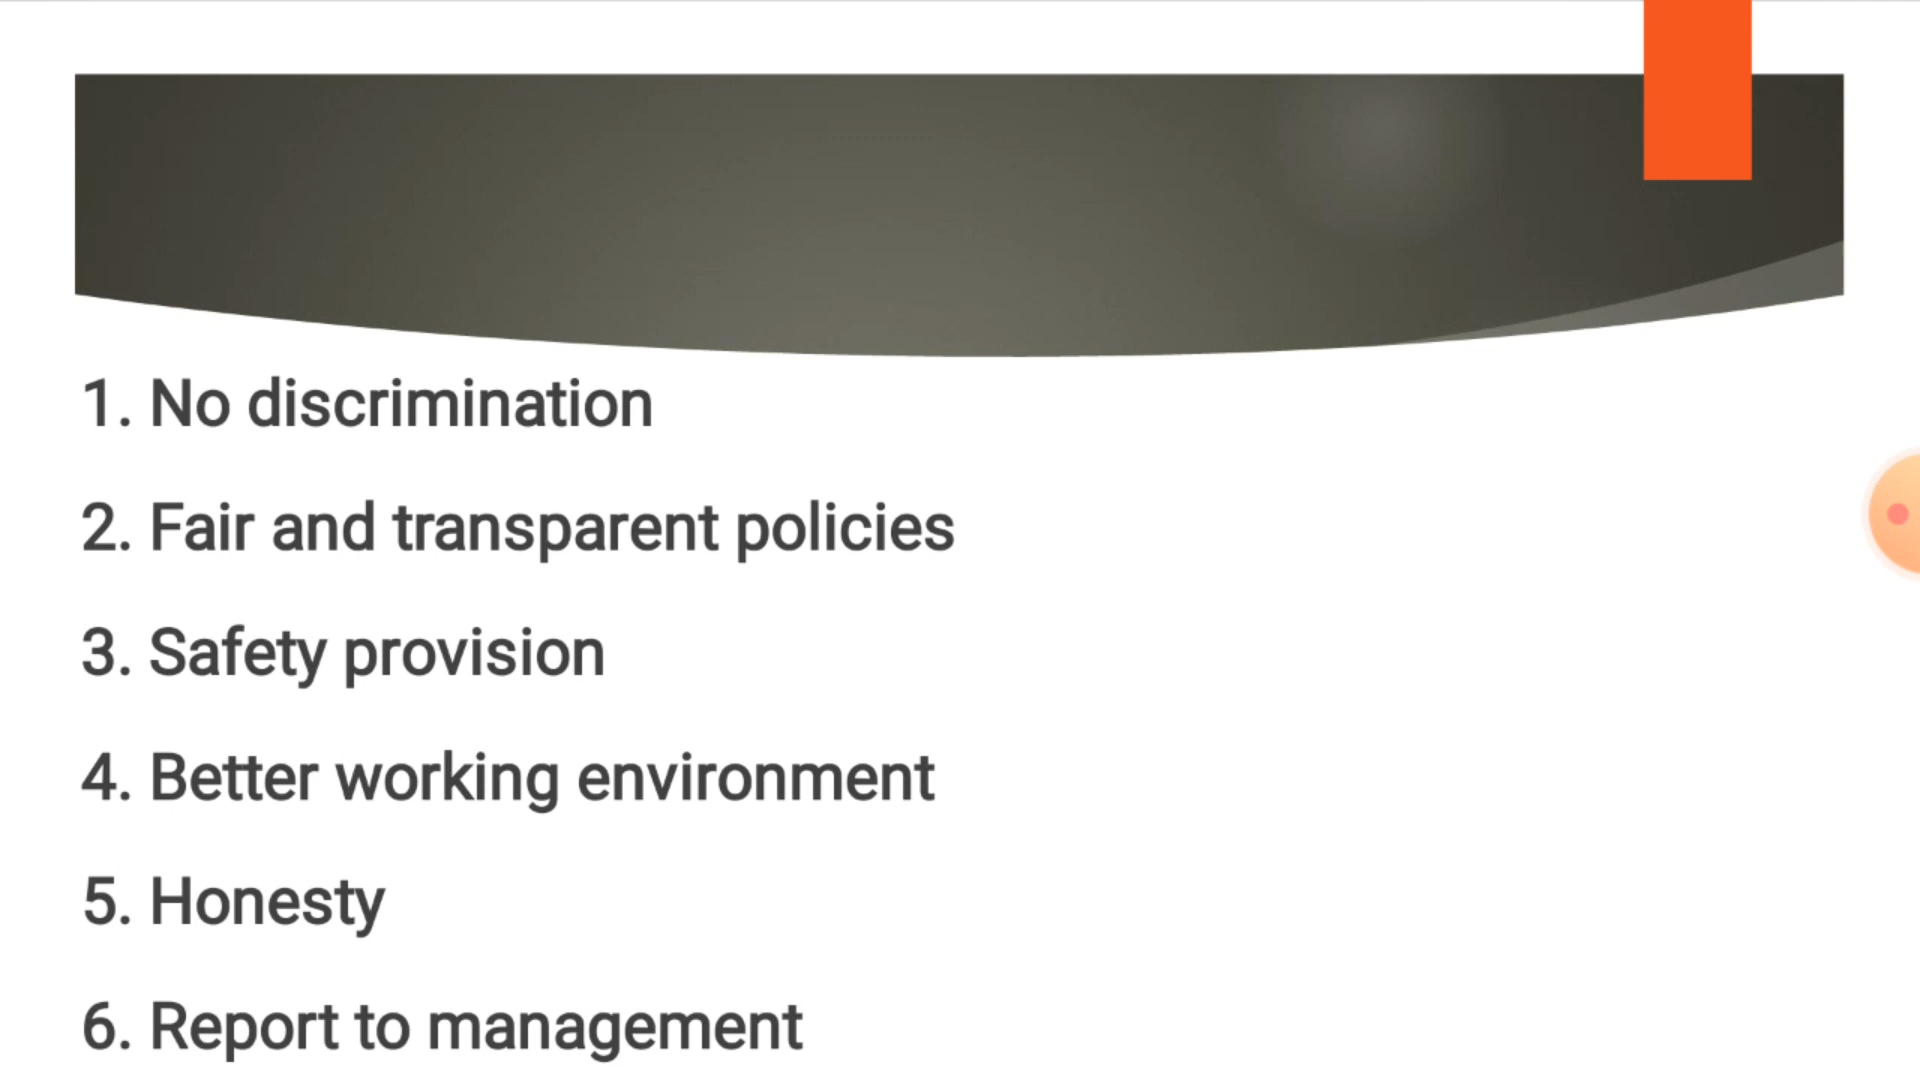 1. No discrimination
2. Fair and transparent policies
3. Safety provision
4. Better working environment
5. Honesty
6. Report to management